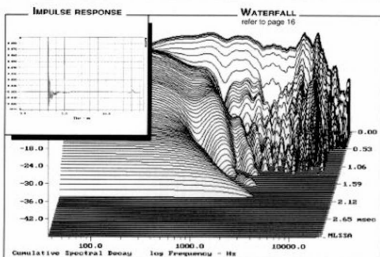 IMPULSE RESPONSE
WATERFALL
refer to page 16
0.00
0.53
1.06
1.59
2.12
2.65 msec
-18.0
-24.0
-30.0
-36.0
-42.0
MLSSA
100.0 1000.0 10000.0
Cumulative Spectral Decay log Frequency - Hz